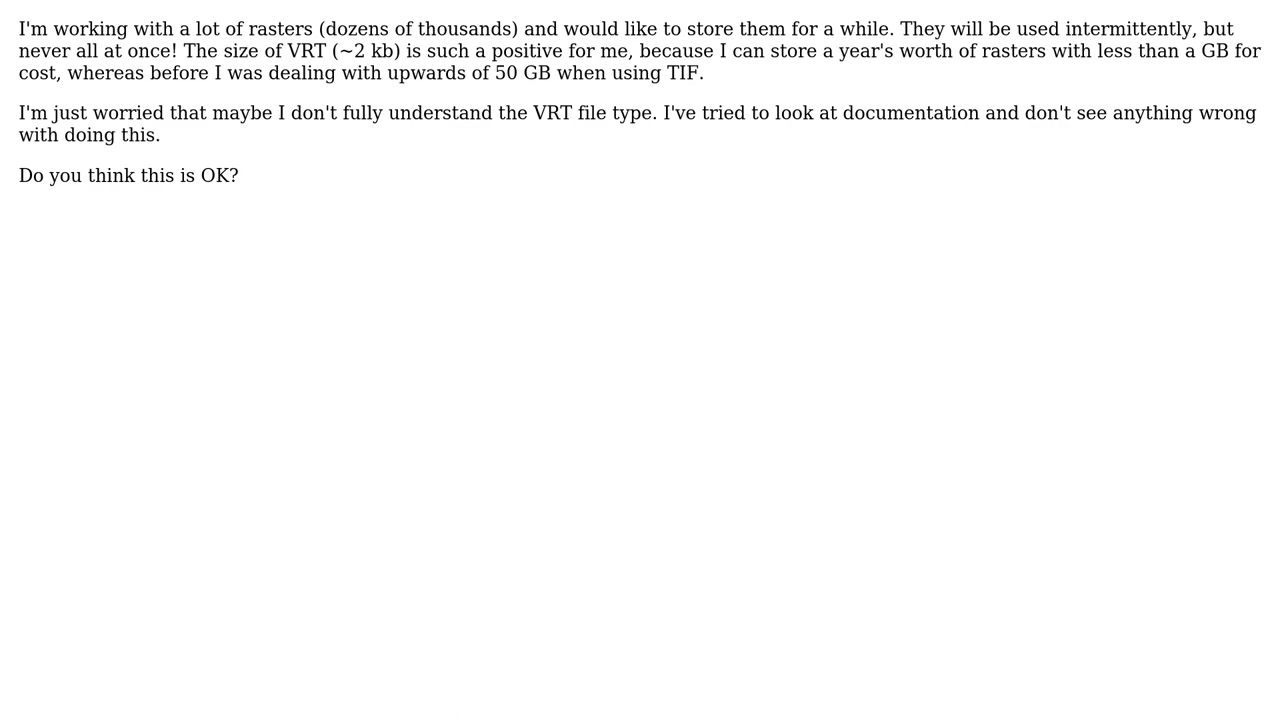 I'm working with a lot of rasters (dozens of thousands) and would like to store them for a while. They will be used intermittently, but
never all at once! The size of VRT (~2 kb) is such a positive for me, because I can store a year's worth of rasters with less than a GB for
cost, whereas before I was dealing with upwards of 50 GB when using TIF.
I'm just worried that maybe I don't fully understand the VRT file type. I've tried to look at documentation and don't see anything wrong
with doing this.
Do you think this is OK?